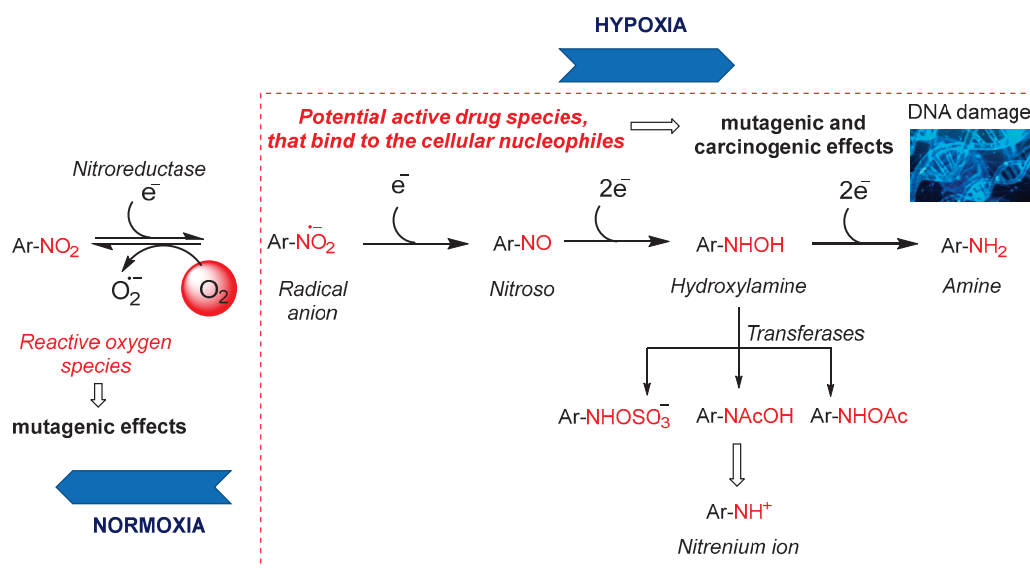 HYPOXIA
Potential active drug species,
that bind to the cellular nucleophiles
mutagenic and
carcinogenic effects
DNA damage
Nitroreductase
e⁻
e⁻
2e⁻
2e⁻
Ar-NO₂
Ar-NO₂•⁻
Ar-NO
Ar-NHOH
Ar-NH₂
O₂•⁻
O₂
Radical
anion
Nitroso
Hydroxylamine
Amine
Reactive oxygen
species
mutagenic effects
Transferases
Ar-NHOSO₃⁻
Ar-NAcOH
Ar-NHOAc
NORMOXIA
Ar-NH⁺
Nitrenium ion